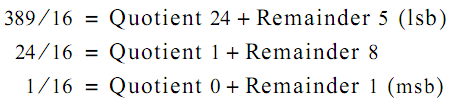 389/16 = Quotient 24 + Remainder 5 (lsb)
24/16 = Quotient 1 + Remainder 8
1/16 = Quotient 0 + Remainder 1 (msb)